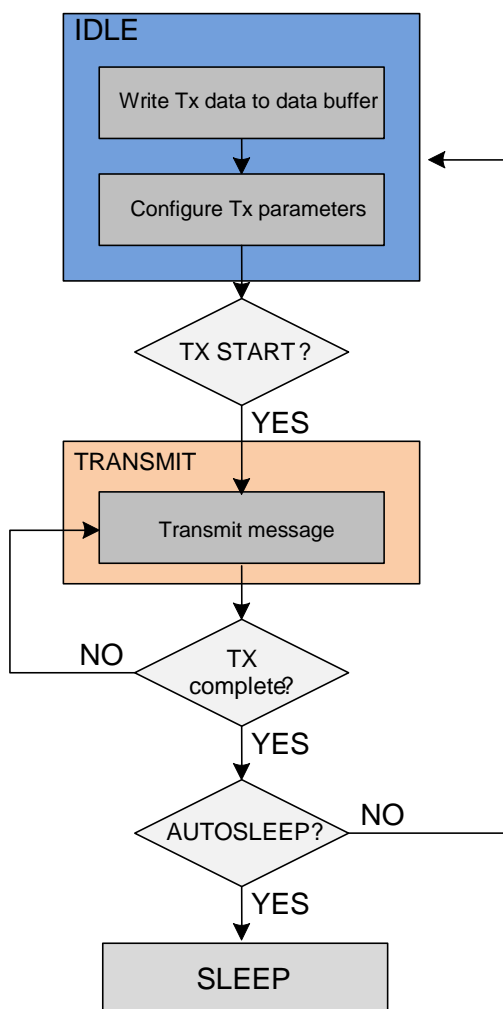 IDLE
Write Tx data to data buffer
Configure Tx parameters
TX START?
YES
TRANSMIT
Transmit message
NO
TX
complete?
YES
AUTOSLEEP?
NO
YES
SLEEP